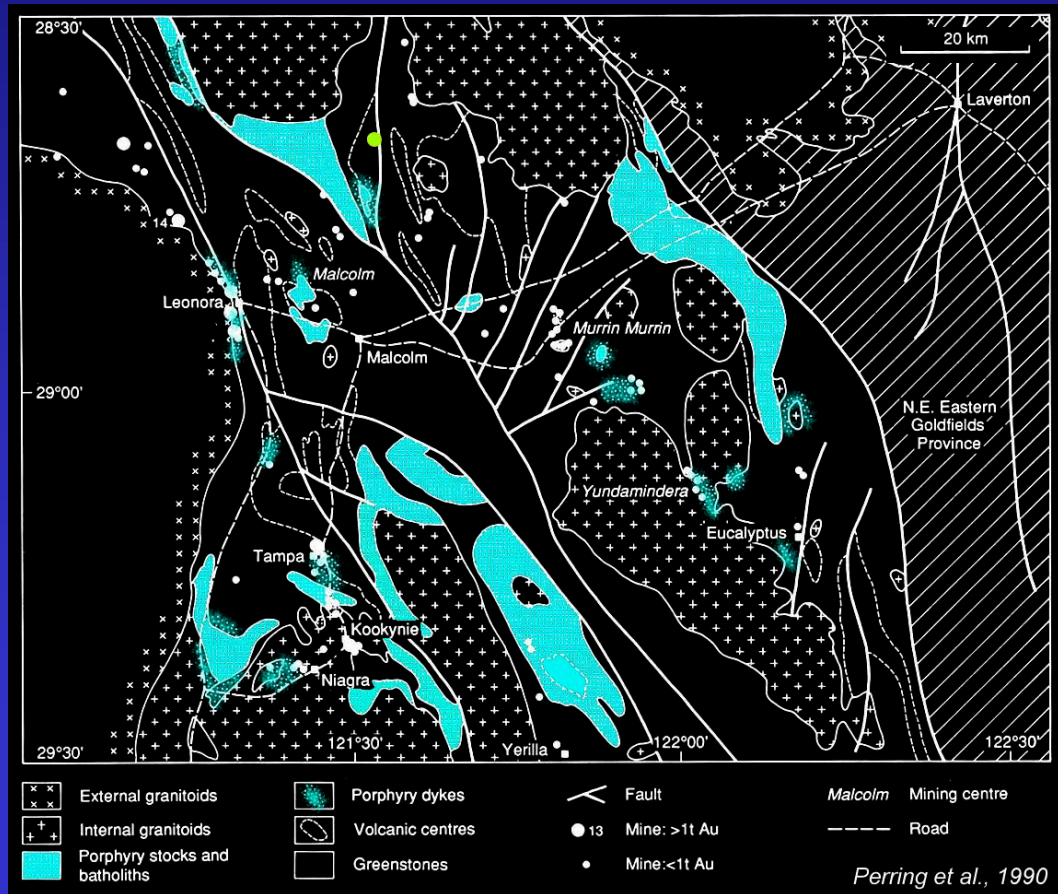 28°30'
20 km
Laverton
14
Malcolm
Leonora
Murrin Murrin
Malcolm
29°00'
N.E. Eastern
Goldfields
Province
Yundamindera
Eucalyptus
Tampa
Kookynie
Niagra
29°30'
121°30'
Yerilla
122°00'
122°30'
External granitoids
Internal granitoids
Porphyry stocks and
batholiths
Porphyry dykes
Volcanic centres
Greenstones
Fault
13 Mine: >1t Au
Mine:<1t Au
Malcolm Mining centre
Road
Perring et al., 1990